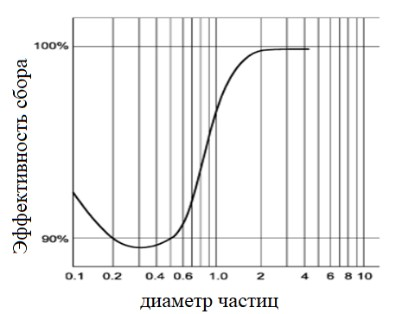 Эффективность сбора
100%
90%
0.1 0.2 0.4 0.6 1.0 2 4 6 8 10
диаметр частиц